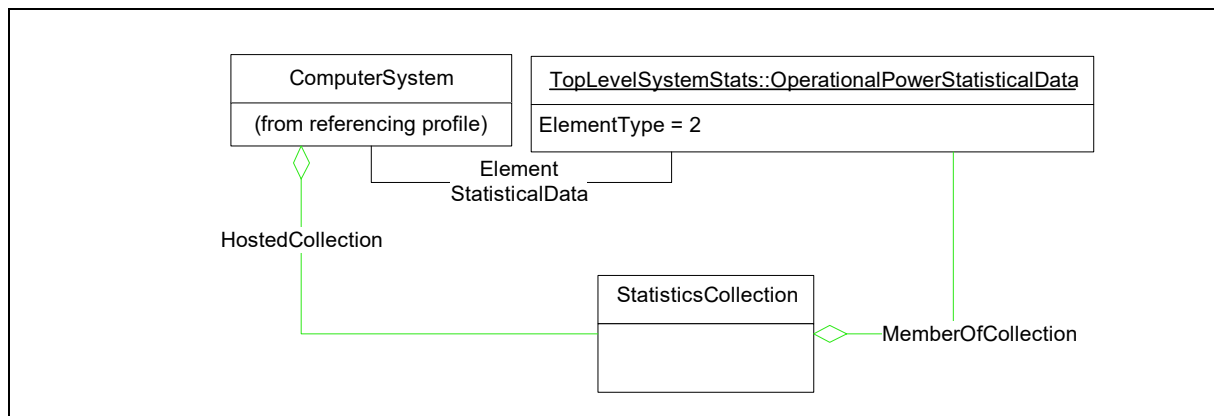 ComputerSystem
(from referencing profile)
TopLevelSystemStats::OperationalPowerStatisticalData
ElementType = 2
Element
StatisticalData
HostedCollection
StatisticsCollection
MemberOfCollection